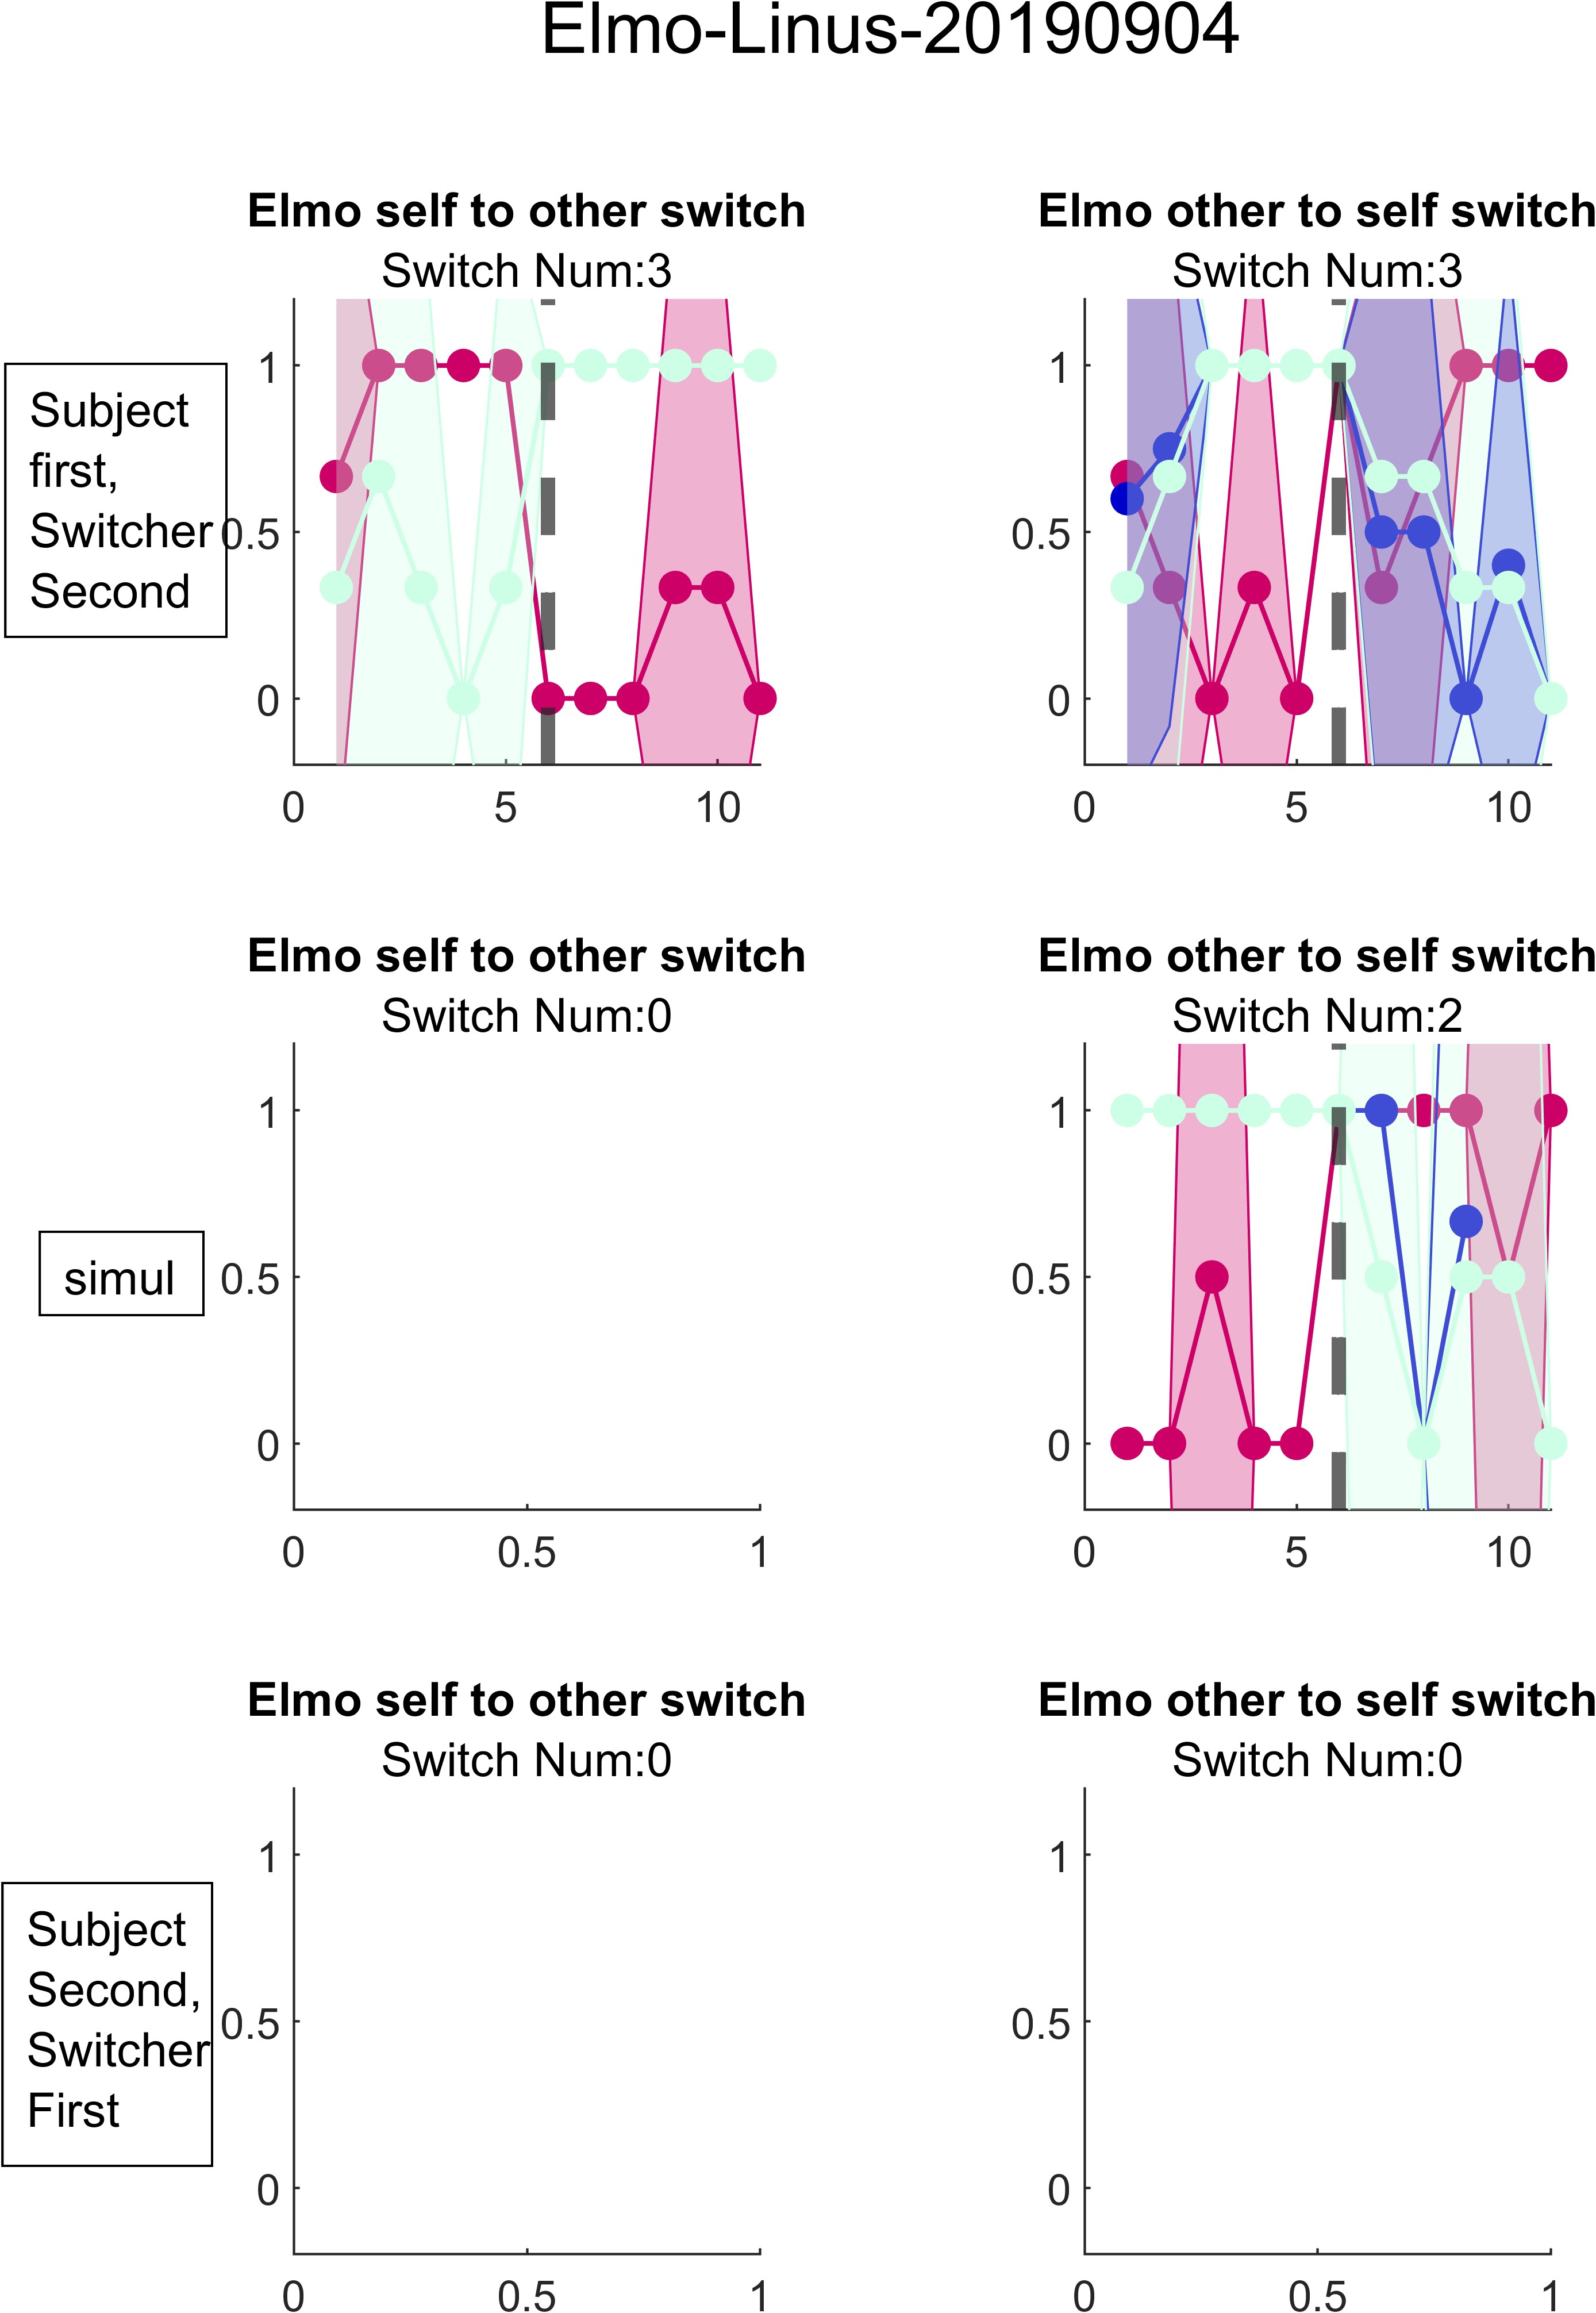 Elmo-Linus-20190904
Elmo self to other switch
Switch Num:3
Elmo other to self switch
Switch Num:3
Subject
first,
Switcher
Second
1
0.5
0
0
5
10
1
0.5
0
0
5
10
Elmo self to other switch
Switch Num:0
Elmo other to self switch
Switch Num:2
simul
1
0.5
0
0
0.5
1
1
0.5
0
0
5
10
Elmo self to other switch
Switch Num:0
Elmo other to self switch
Switch Num:0
Subject
Second,
Switcher
First
1
0.5
0
0
0.5
1
1
0.5
0
0
0.5
1